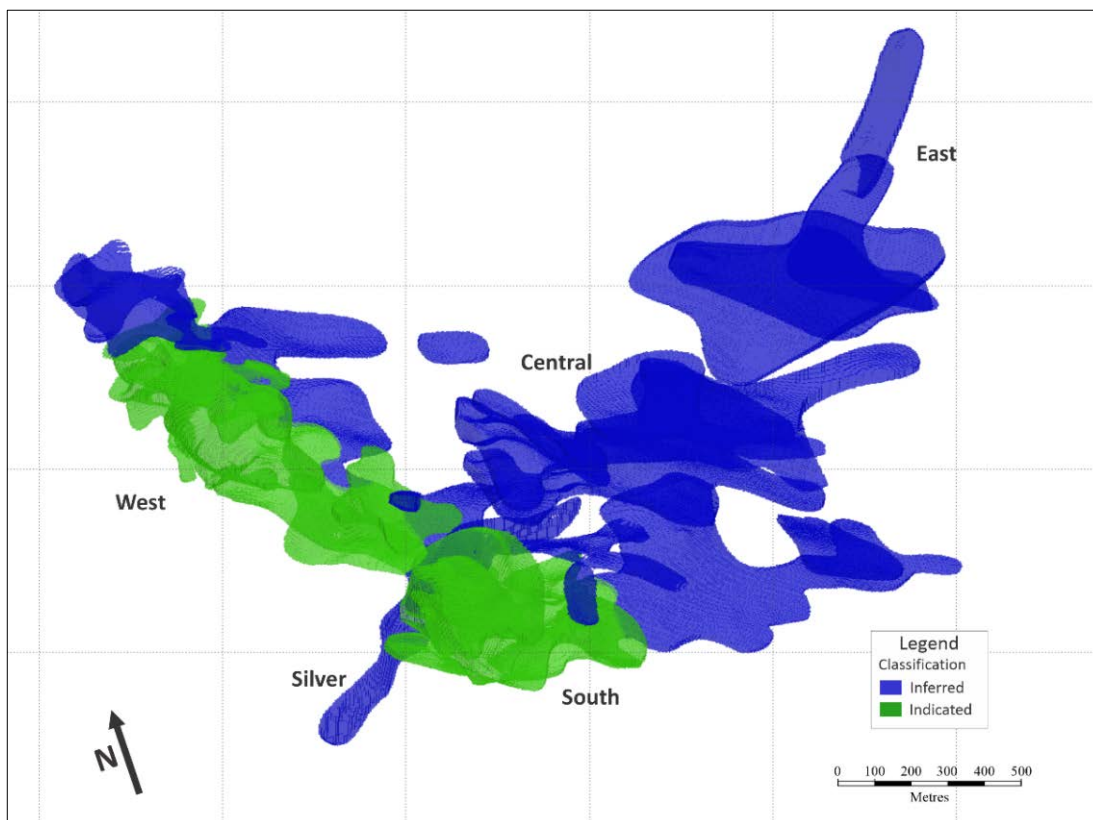 East
Central
West
Silver
South
Legend
Classification
Inferred
Indicated
N
0 100 200 300 400 500
Metres